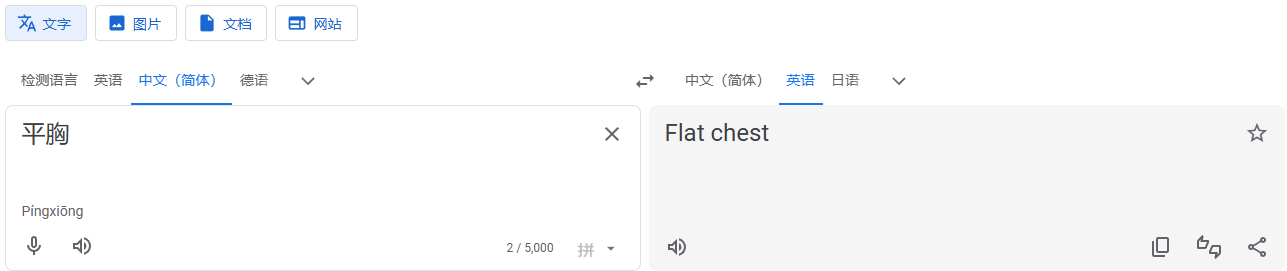 文字 图片 文档 网站
检测语言 英语 中文（简体） 德语 中文（简体） 英语 日语
平胸 Flat chest
Píngxiōng
2 / 5,000 拼